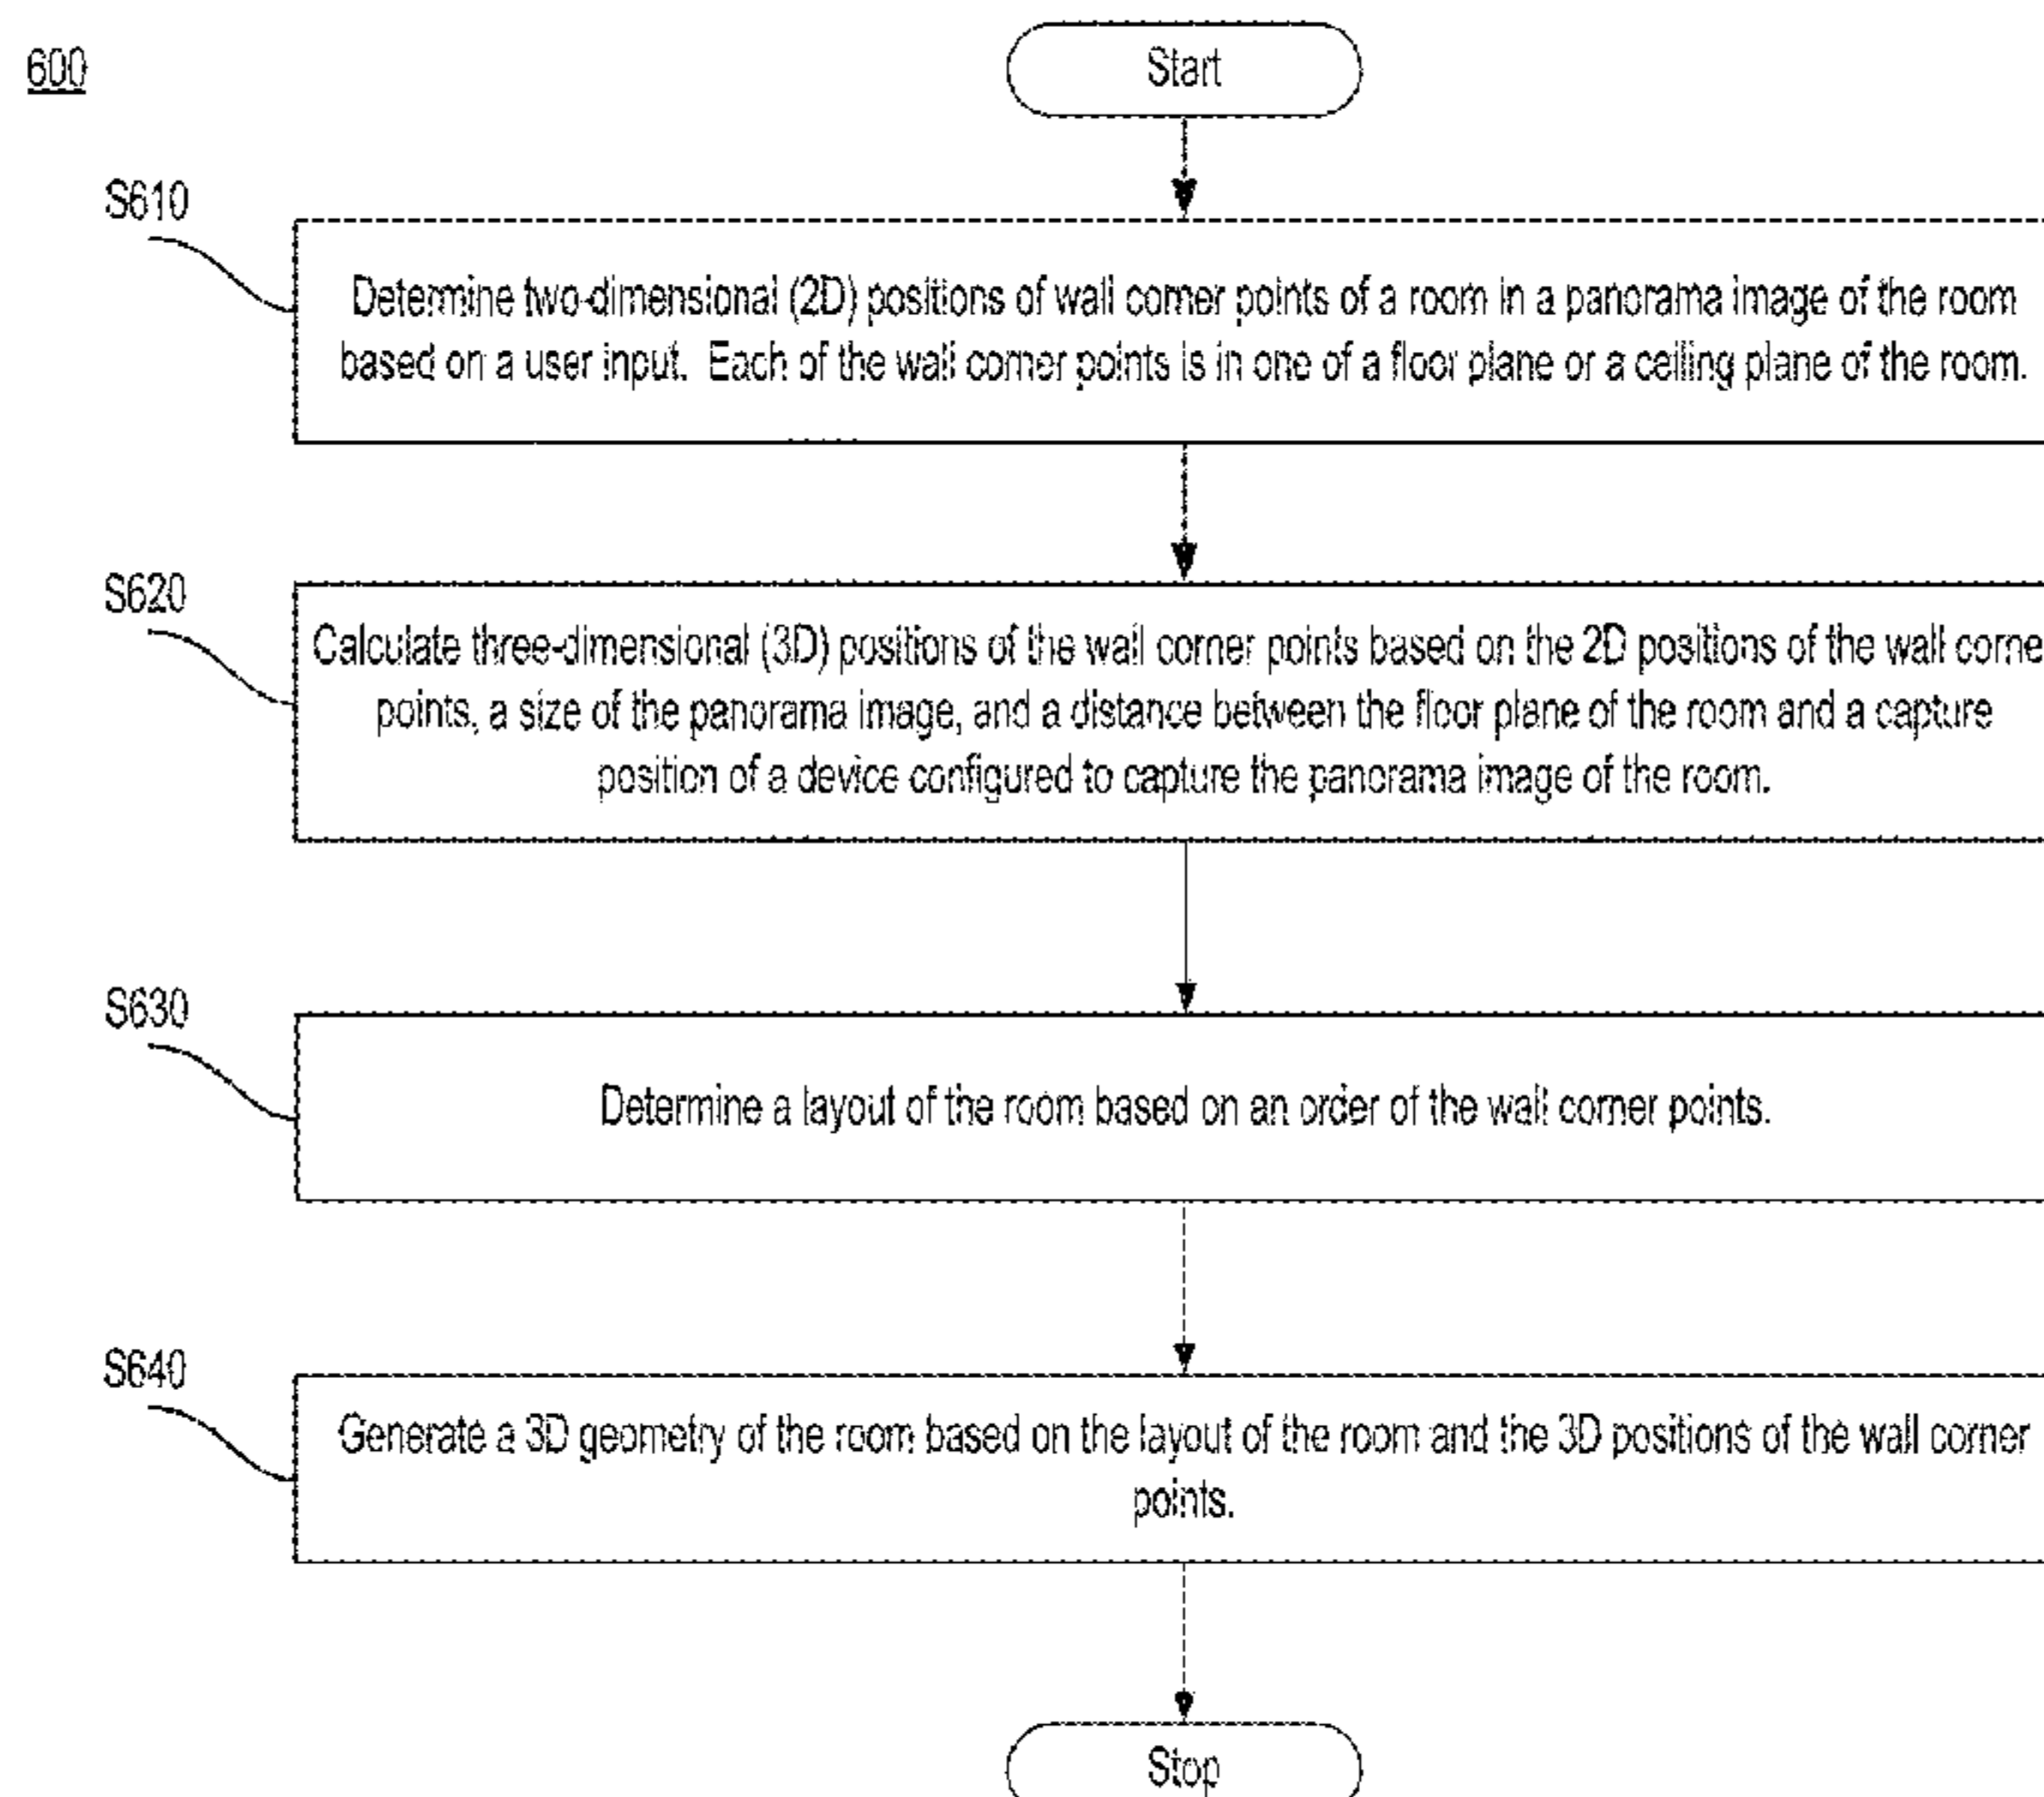 600
Start
S610
Determine two-dimensional (2D) positions of wall corner points of a room in a panorama image of the room
based on a user input. Each of the wall corner points is in one of a floor plane or a ceiling plane of the room.
S620
Calculate three-dimensional (3D) positions of the wall corner points based on the 2D positions of the wall corne
points, a size of the panorama image, and a distance between the floor plane of the room and a capture
position of a device configured to capture the panorama image of the room.
S630
Determine a layout of the room based on an order of the wall corner points.
S640
Generate a 3D geometry of the room based on the layout of the room and the 3D positions of the wall corner
points.
Stop